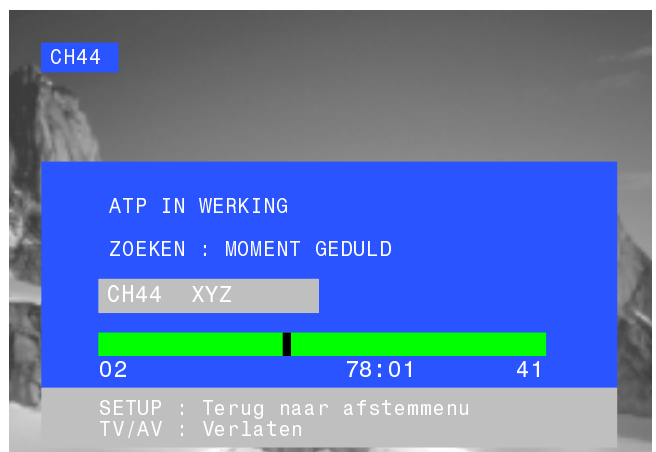 CH44
ATP IN WERKING
ZOEKEN : MOMENT GEDULD
CH44 XYZ
02 78:01 41
SETUP : Terug naar afstemmenu
TV/AV : Verlaten